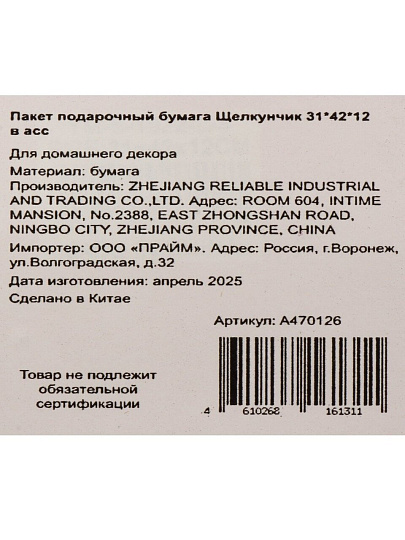 Пакет подарочный бумага Щелкунчик 31*42*12
в асс
Для домашнего декора
Материал: бумага
Производитель: ZHEJIANG RELIABLE INDUSTRIAL
AND TRADING CO.,LTD. Адрес: ROOM 604, INTIME
MANSION, No.2388, EAST ZHONGSHAN ROAD,
NINGBO CITY, ZHEJIANG PROVINCE, CHINA
Импортер: ООО «ПРАЙМ». Адрес: Россия, г.Воронеж,
ул.Волгоградская, д.32
Дата изготовления: апрель 2025
Сделано в Китае
Артикул: A470126
Товар не подлежит
обязательной
сертификации
4 610268 161311